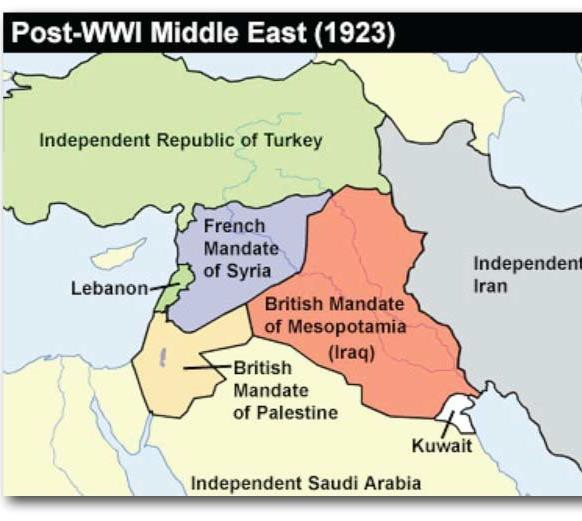 Post-WWI Middle East (1923)
Independent Republic of Turkey
French
Mandate
of Syria
Lebanon
Independent
Iran
British Mandate
of Mesopotamia
(Iraq)
British
Mandate
of Palestine
Kuwait
Independent Saudi Arabia